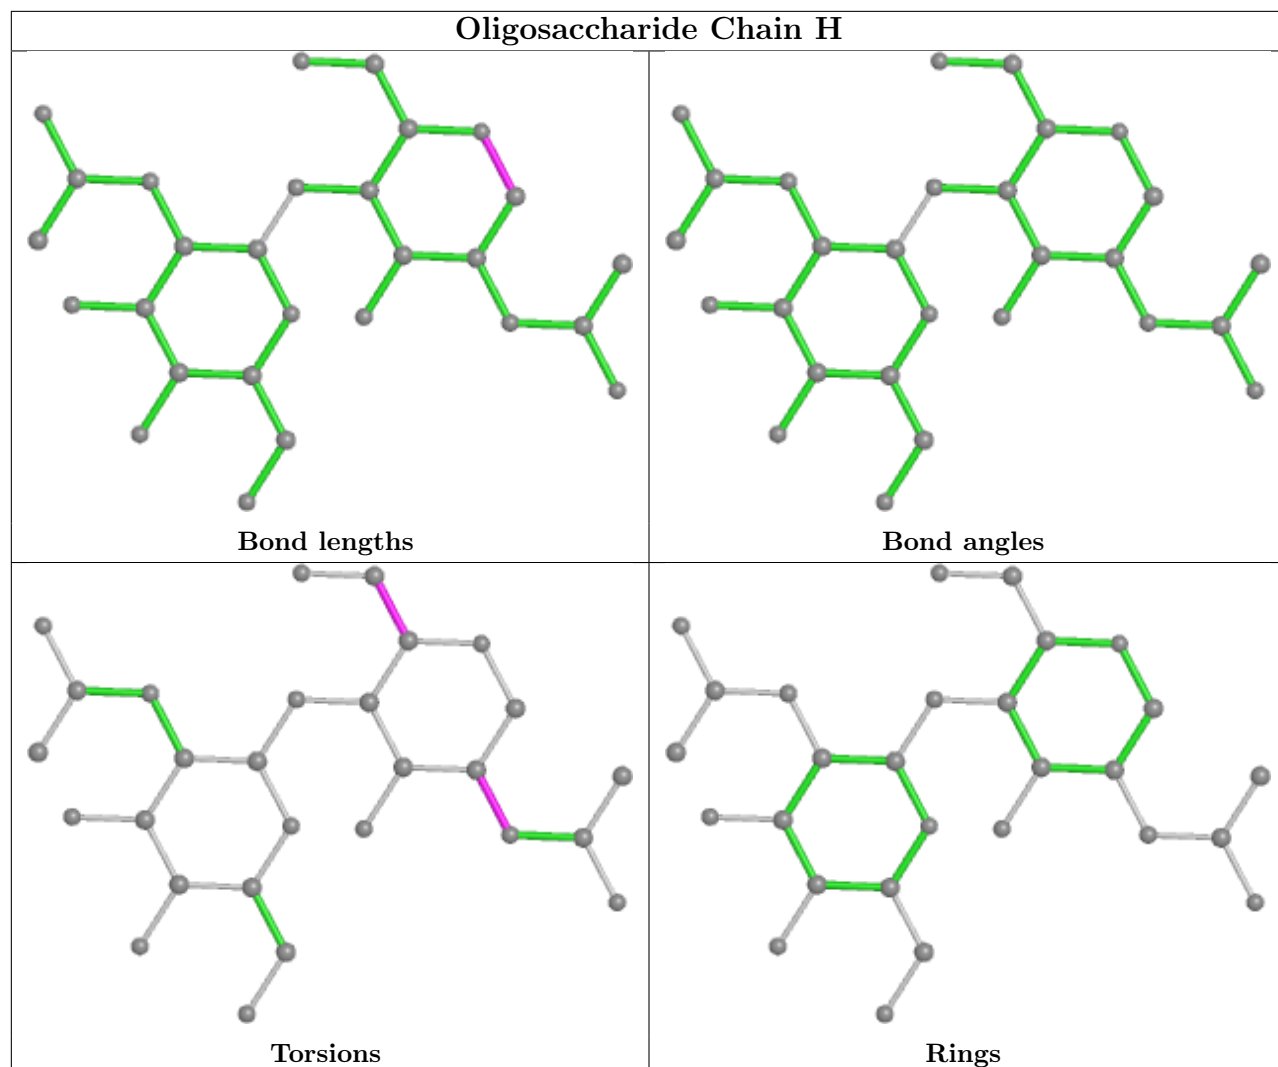 Oligosaccharide Chain H
Bond lengths
Bond angles
Torsions
Rings